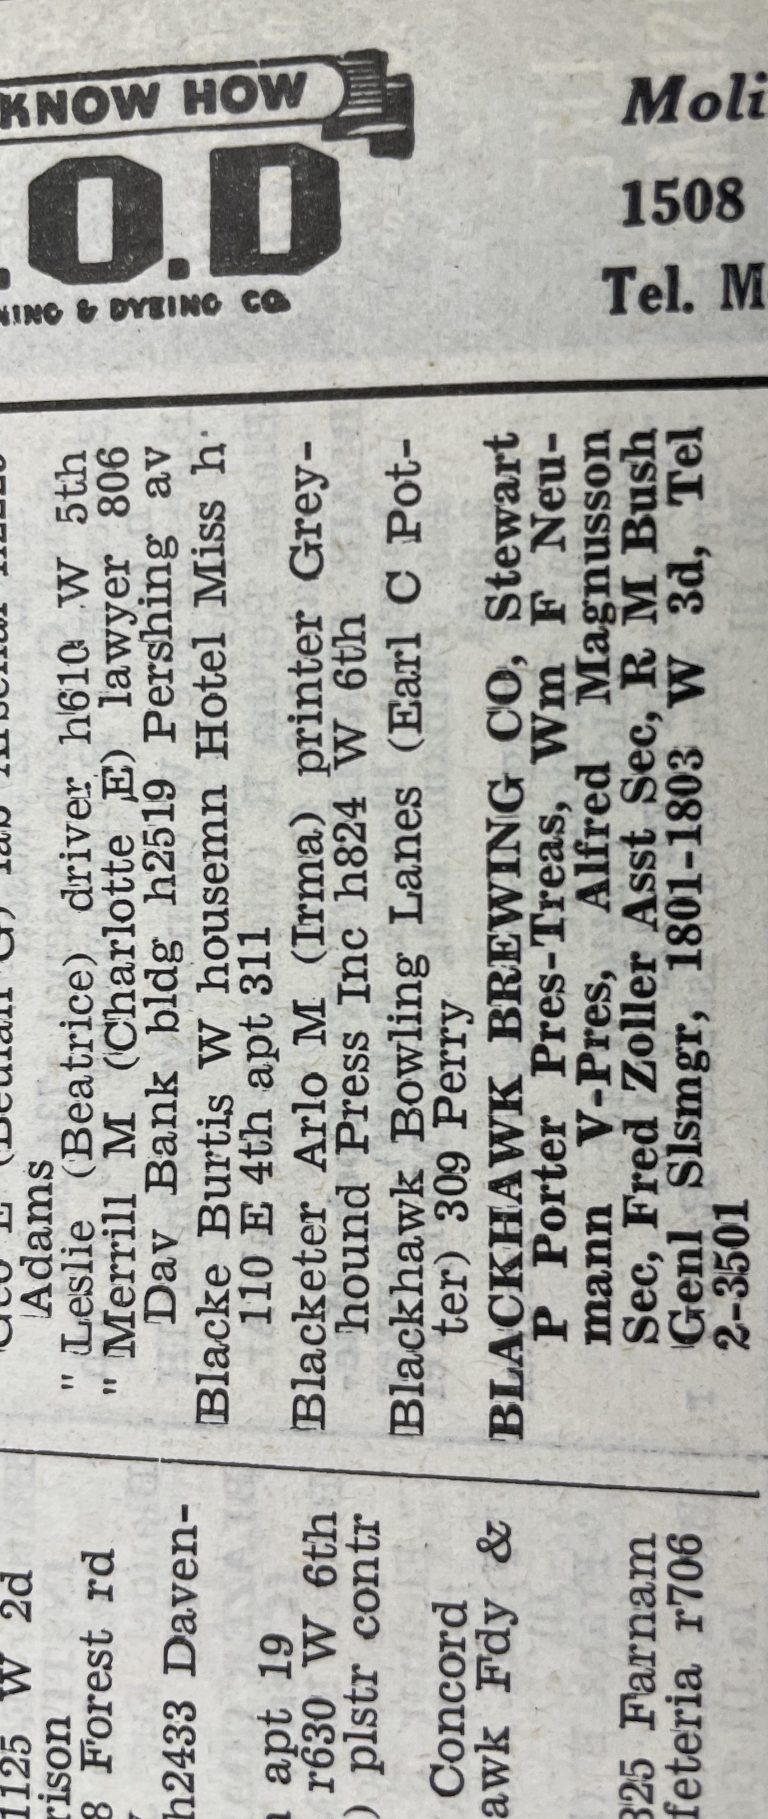 KNOW HOW
.O.D
NING & DYEING CO.
Moli
1508
Tel. M
Adams
" Leslie (Beatrice) driver h610 W 5th
" Merrill M (Charlotte E) lawyer 806
Dav Bank bldg h2519 Pershing av
Blacke Burtis W housemn Hotel Miss h
110 E 4th apt 311
Blacketer Arlo M (Irma) printer Grey-
hound Press Inc h824 W 6th
Blackhawk Bowling Lanes (Earl C Pot-
ter) 309 Perry
BLACKHAWK BREWING CO, Stewart
P Porter Pres-Treas, Wm F Neu-
mann V-Pres, Alfred Magnusson
Sec, Fred Zoller Asst Sec, R M Bush
Genl Slsmgr, 1801-1803 W 3d, Tel
2-3501
1125 W 2d
rison
8 Forest rd
h2433 Daven-
apt 19
r630 W 6th
) plstr contr
Concord
awk Fdy &
325 Farnam
feteria r706